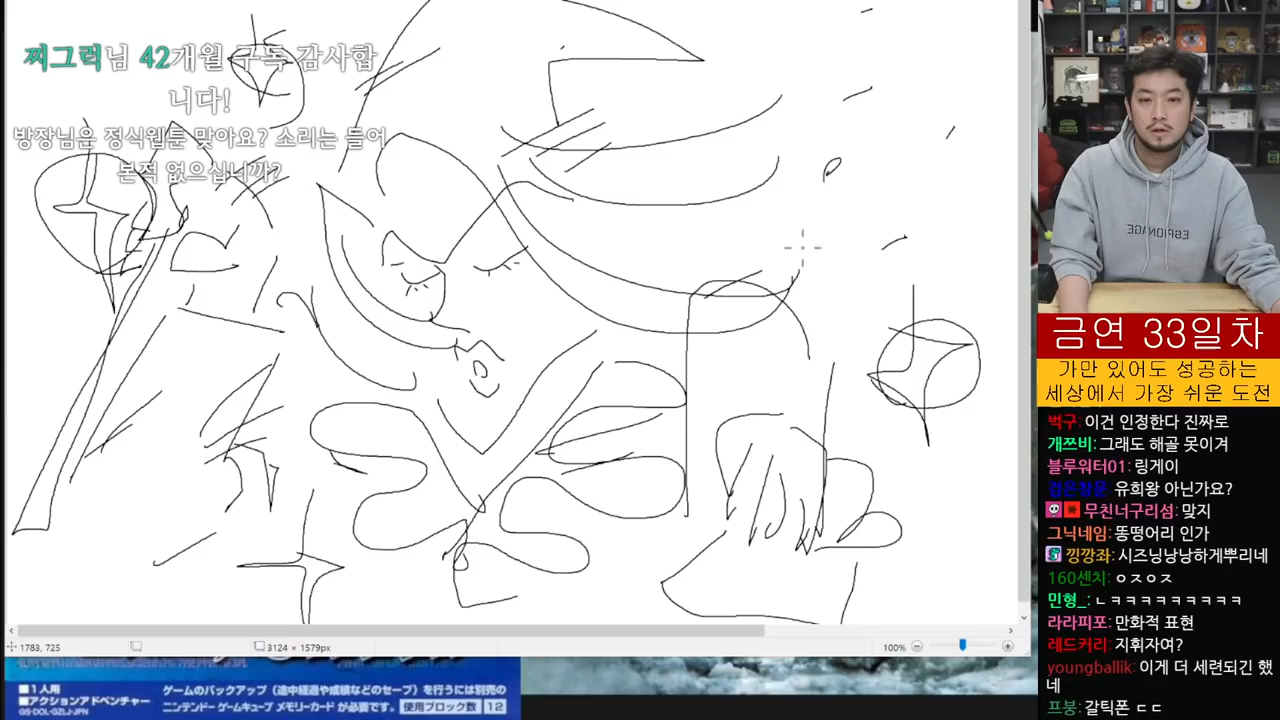 찌그럭님 42개월 구독 감사합
니다!
방장님은 정식웹툰 맞아요? 소리는 들어
본적 없으십니까?
ESPIONAGE
금연 33일차
가만 있어도 성공하는
세상에서 가장 쉬운 도전
벅구: 이건 인정한다 진짜로
개쯔비: 그래도 해골 못이겨
블루워터01: 링게이
검은창문: 유희왕 아닌가요?
무친너구리섬: 맞지
그닉네임: 똥떵어리 인가
낑깡좌: 시즈닝낭낭하게뿌리네
160센치: ㅇㅈㅇㅈ
민형_: ㄴㅋㅋㅋㅋㅋㅋㅋㅋㅋ
라라피포: 만화적 표현
레드커리: 지휘자여?
youngballik: 이게 더 세련되긴 했
네
프붕: 갈틱폰 ㄷㄷ
1783, 725
3124 × 1579px
100%
■1人用
■アクションアドベンチャー
GS-DOL-GZLJ-JPN
ゲームのバックアップ（途中経過や成績などのセーブ）を行うには別売の
ニンテンドー ゲームキューブ メモリーカード が必要です。 使用ブロック数 12